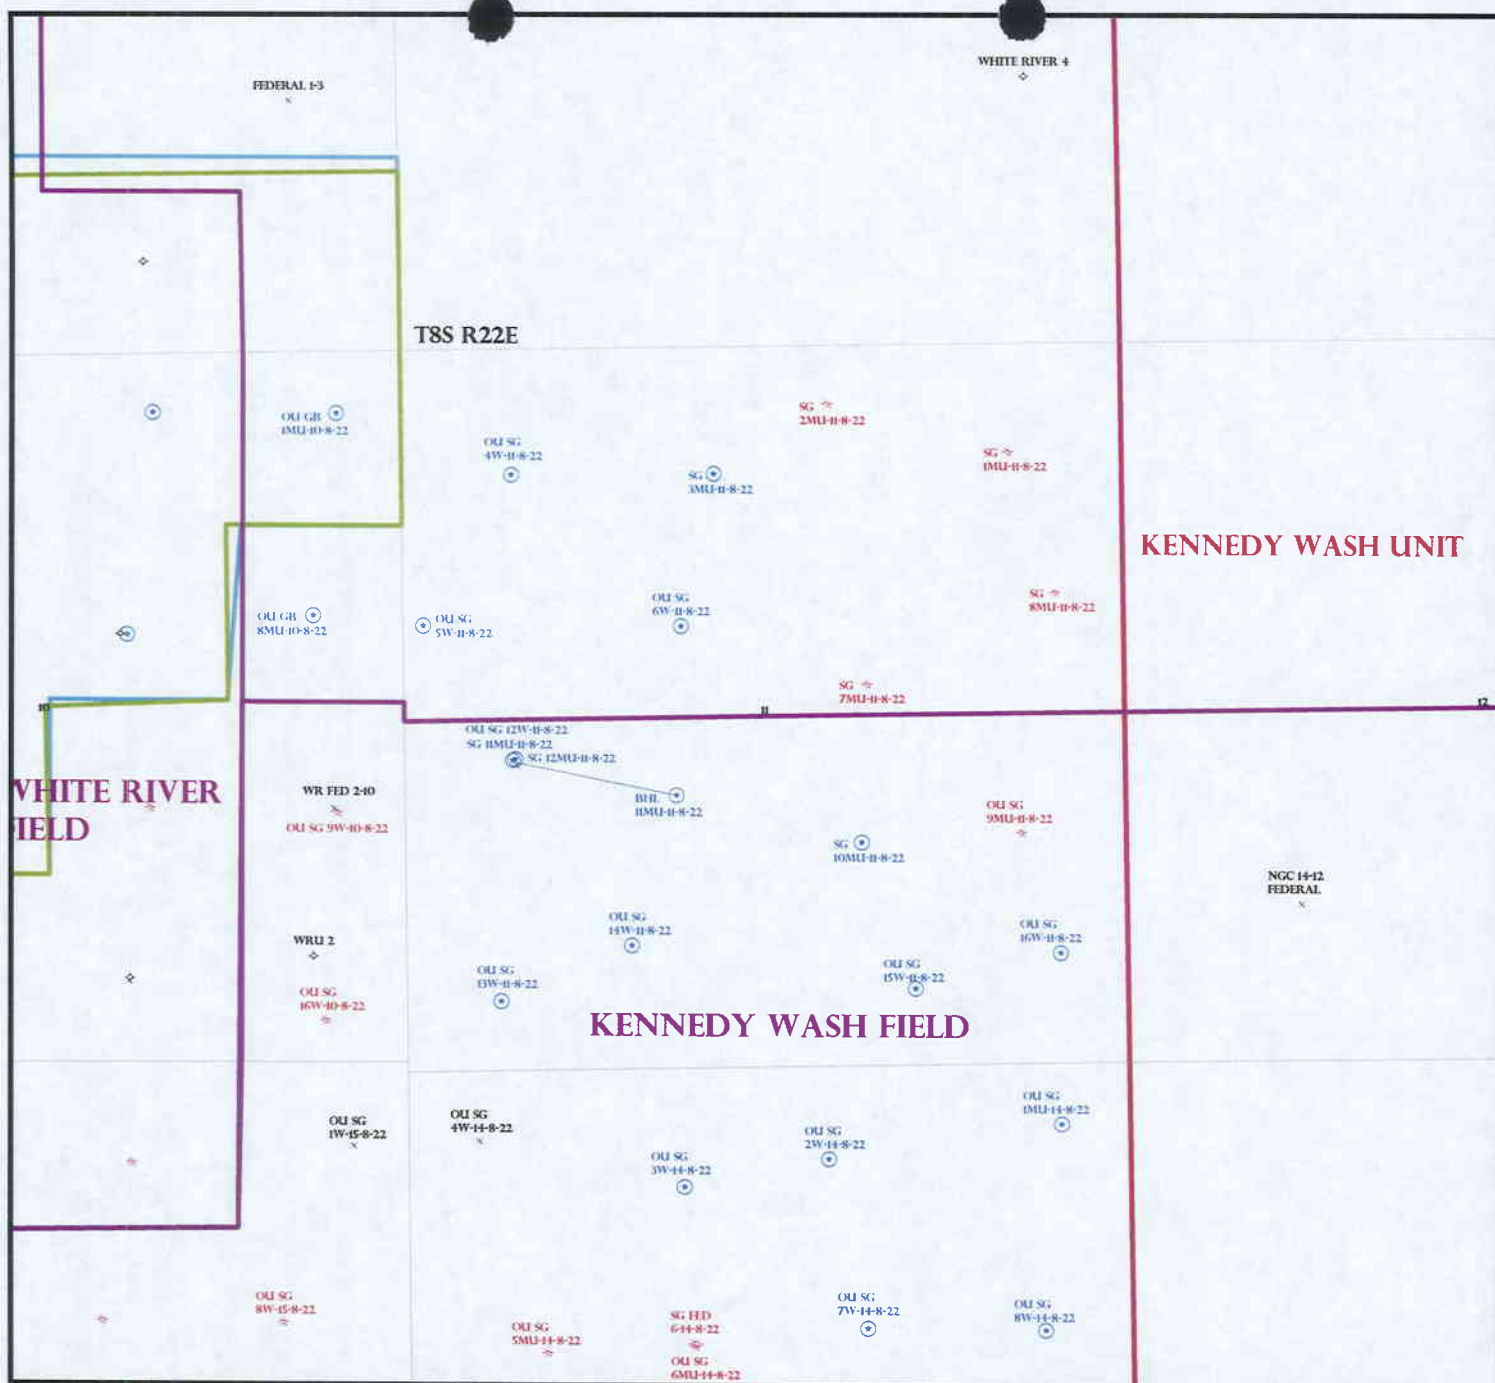 WHITE RIVER 4
FEDERAL 1-3
T8S R22E
OU GB
1MU-10-8-22
OU SG
4W-11-8-22
SG
3MU-11-8-22
SG
2MU-11-8-22
SG
1MU-11-8-22
KENNEDY WASH UNIT
OU GB
8MU-10-8-22
OU SG
5W-11-8-22
OU SG
6W-11-8-22
SG
8MU-11-8-22
SG
7MU-11-8-22
10
11
12
OU SG 12W-11-8-22
SG 11MU-11-8-22
SG 12MU-11-8-22
WHITE RIVER
FIELD
WR FED 2-10
OU SG 9W-10-8-22
BHL
11MU-11-8-22
OU SG
9MU-11-8-22
SG
10MU-11-8-22
NGC 14-12
FEDERAL
WRU 2
OU SG
14W-11-8-22
OU SG
16W-11-8-22
OU SG
13W-11-8-22
OU SG
15W-11-8-22
OU SG
16W-10-8-22
KENNEDY WASH FIELD
OU SG
1W-15-8-22
OU SG
4W-14-8-22
OU SG
3W-14-8-22
OU SG
2W-14-8-22
OU SG
1MU-14-8-22
OU SG
8W-15-8-22
OU SG
5MU-14-8-22
SG FED
6-14-8-22
OU SG
6MU-14-8-22
OU SG
7W-14-8-22
OU SG
8W-14-8-22